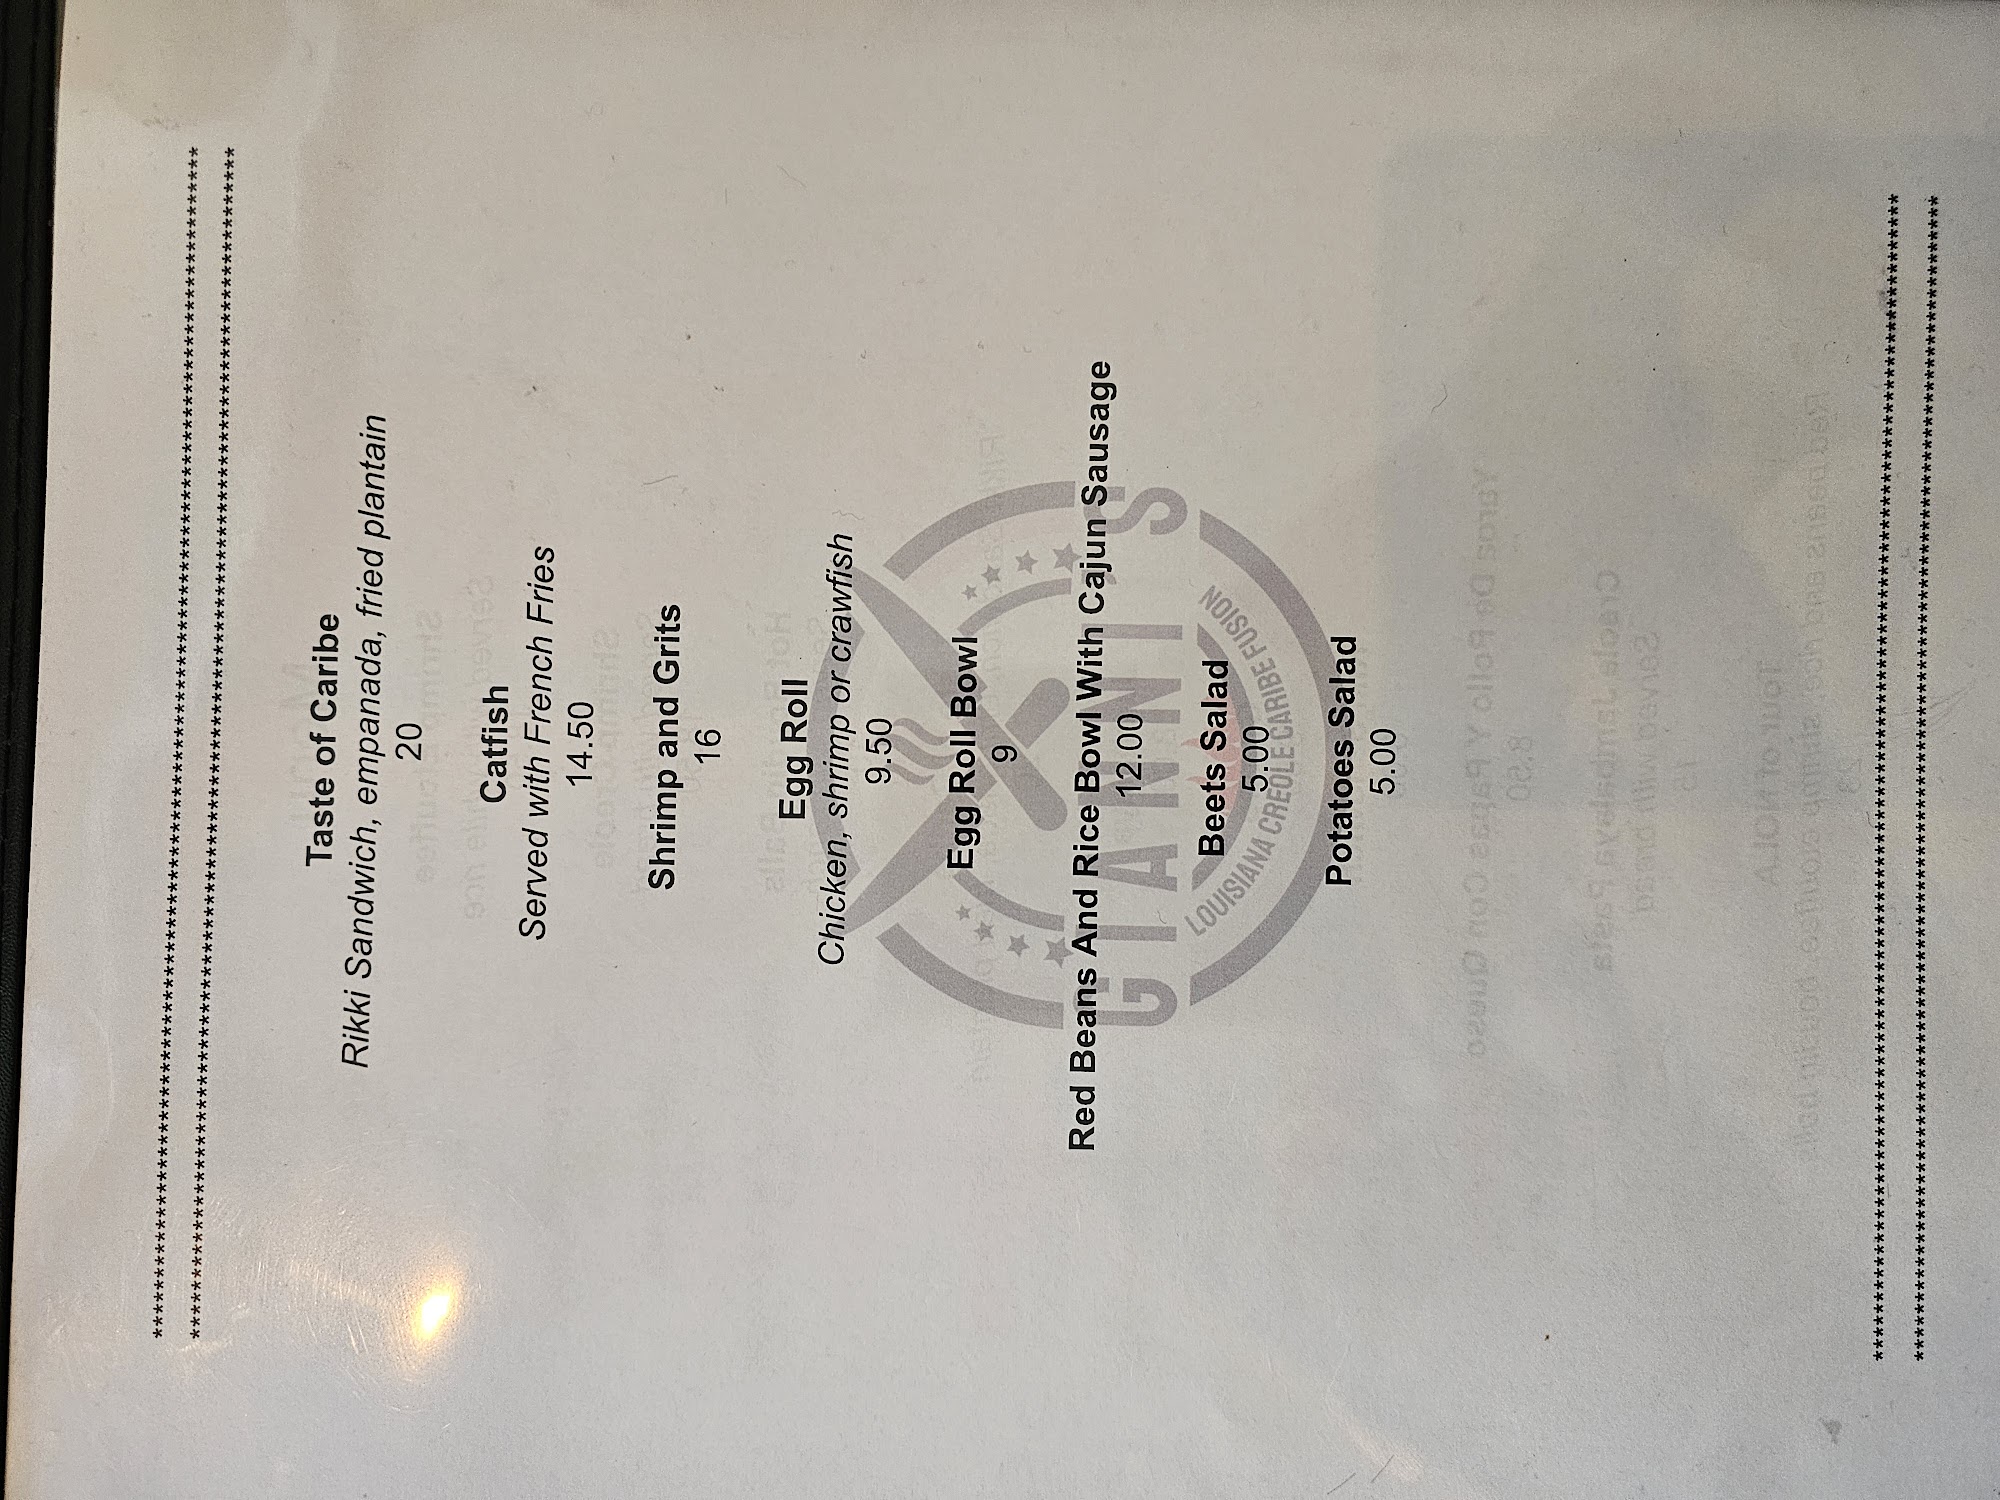 Taste of Caribe
Rikki Sandwich, empanada, fried plantain
20
Catfish
Served with French Fries
14.50
Shrimp and Grits
16
Egg Roll
Chicken, shrimp or crawfish
9.50
Egg Roll Bowl
9
Red Beans And Rice Bowl With Cajun Sausage
12.00
Beets Salad
5.00
Potatoes Salad
5.00
GIANNI'S
LOUISIANA CREOLE CARIBE FUSION